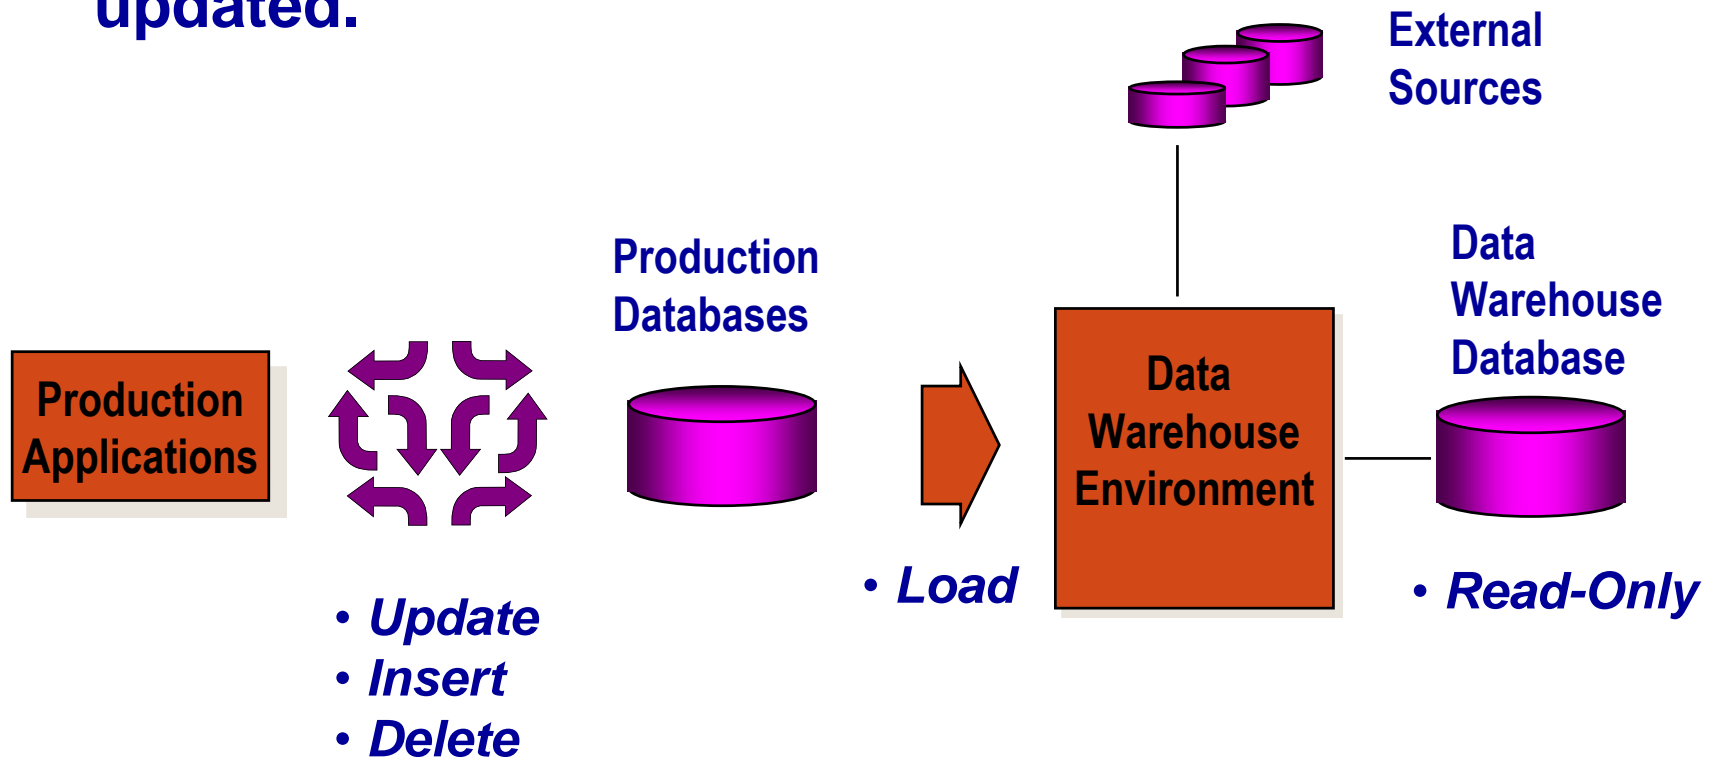 updated.
External
Sources
Production
Databases
Data
Warehouse
Database
Production
Applications
Data
Warehouse
Environment
• Load
• Read-Only
• Update
• Insert
• Delete